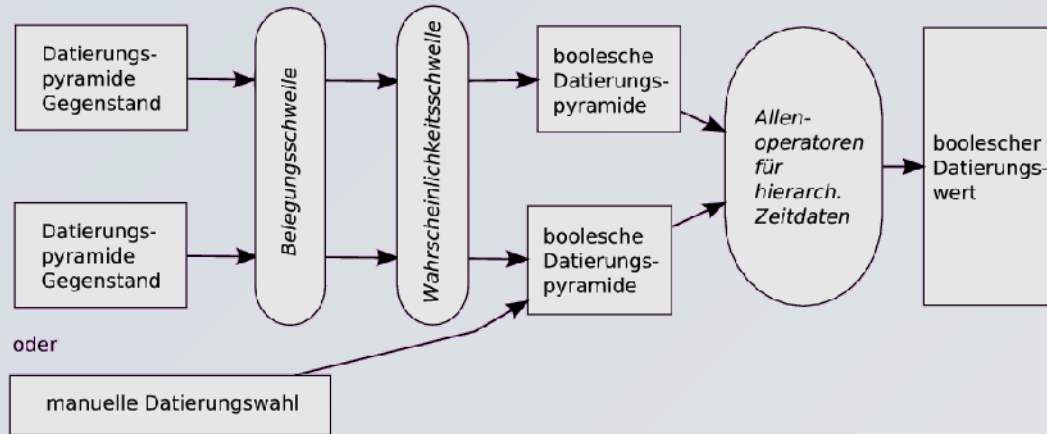 Datierungs-
pyramide
Gegenstand
Belegungsschwelle
Wahrscheinlichkeitsschwelle
boolesche
Datierungs-
pyramide
Allen-
operatoren
für
hierarch.
Zeitdaten
boolescher
Datierungs-
wert
Datierungs-
pyramide
Gegenstand
boolesche
Datierungs-
pyramide
oder
manuelle Datierungswahl